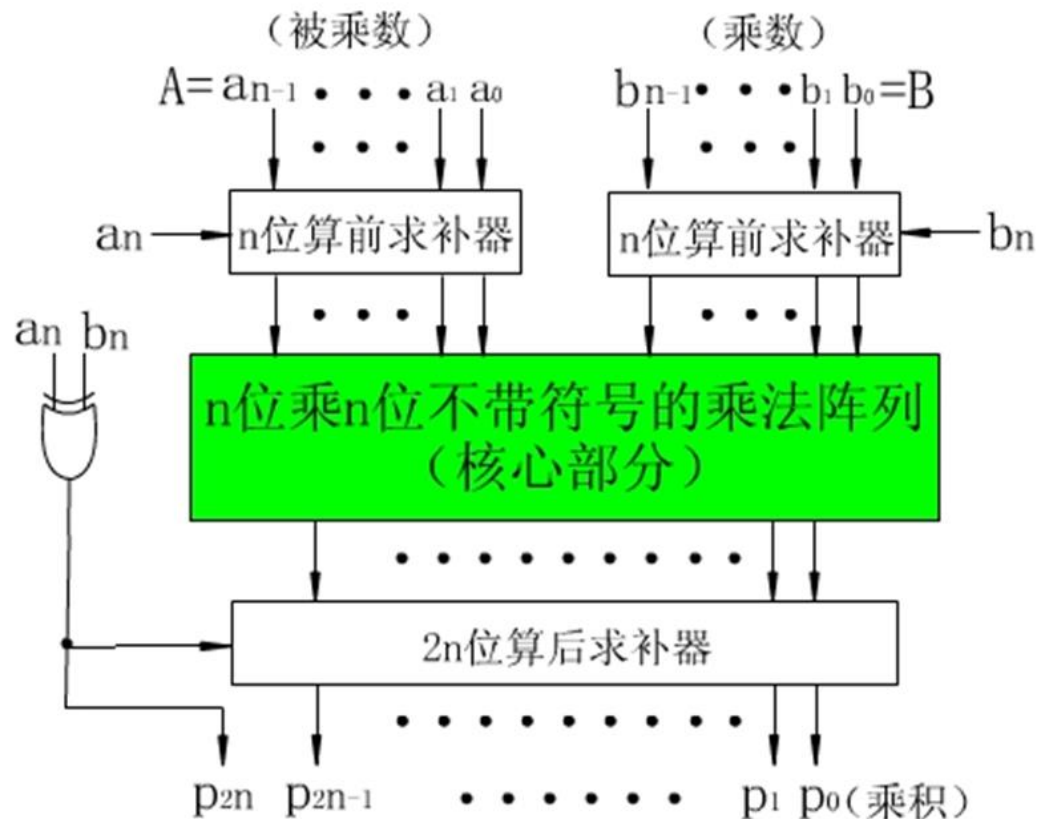 （被乘数） （乘数）
A=an-1 · · · a1 a0 bn-1 · · · b1 b0=B
· · · · · ·
an n位算前求补器 n位算前求补器 bn
· · · · · ·
an bn
n位乘n位不带符号的乘法阵列
（核心部分）
· · · · · · · · ·
2n位算后求补器
· · · · · · · · ·
p2n p2n-1 · · · · · · p1 p0（乘积）